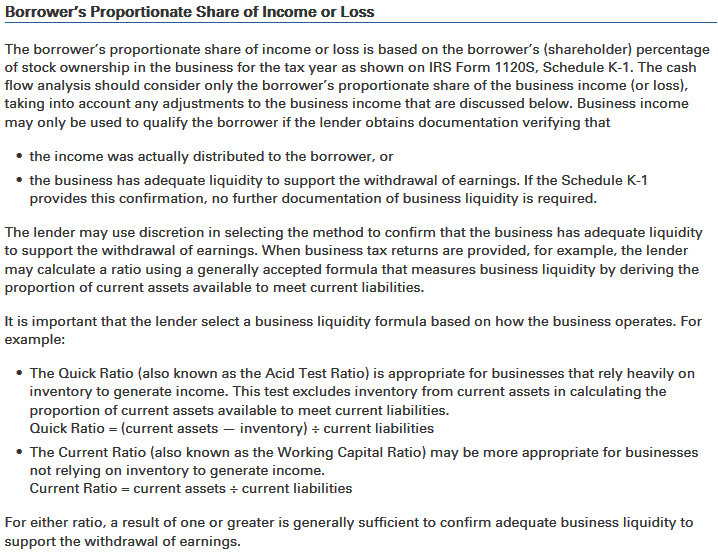 Borrower's Proportionate Share of Income or Loss
The borrower's proportionate share of income or loss is based on the borrower's (shareholder) percentage
of stock ownership in the business for the tax year as shown on IRS Form 1120S, Schedule K-1. The cash
flow analysis should consider only the borrower's proportionate share of the business income (or loss),
taking into account any adjustments to the business income that are discussed below. Business income
may only be used to qualify the borrower if the lender obtains documentation verifying that
• the income was actually distributed to the borrower, or
• the business has adequate liquidity to support the withdrawal of earnings. If the Schedule K-1
provides this confirmation, no further documentation of business liquidity is required.
The lender may use discretion in selecting the method to confirm that the business has adequate liquidity
to support the withdrawal of earnings. When business tax returns are provided, for example, the lender
may calculate a ratio using a generally accepted formula that measures business liquidity by deriving the
proportion of current assets available to meet current liabilities.
It is important that the lender select a business liquidity formula based on how the business operates. For
example:
• The Quick Ratio (also known as the Acid Test Ratio) is appropriate for businesses that rely heavily on
inventory to generate income. This test excludes inventory from current assets in calculating the
proportion of current assets available to meet current liabilities.
Quick Ratio = (current assets — inventory) ÷ current liabilities
• The Current Ratio (also known as the Working Capital Ratio) may be more appropriate for businesses
not relying on inventory to generate income.
Current Ratio = current assets ÷ current liabilities
For either ratio, a result of one or greater is generally sufficient to confirm adequate business liquidity to
support the withdrawal of earnings.